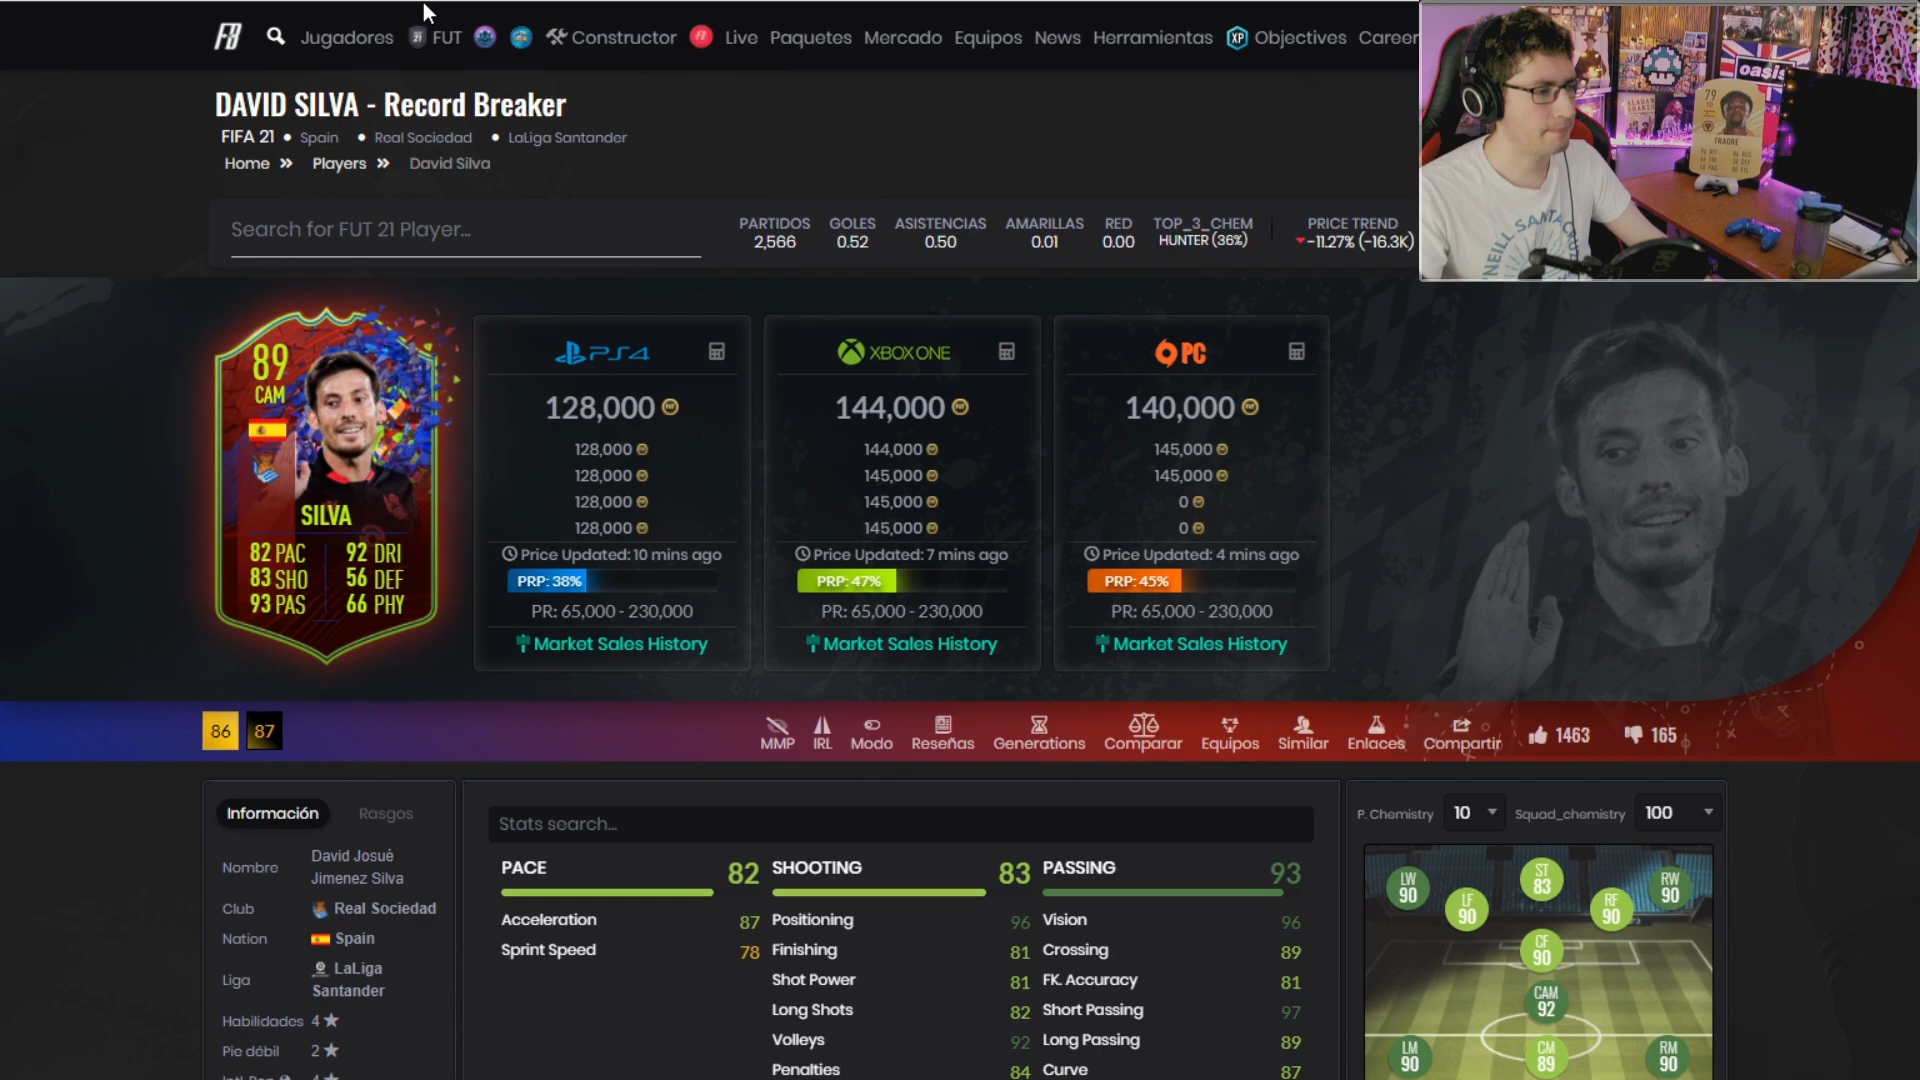 Jugadores 21 FUT Constructor Live Paquetes Mercado Equipos News Herramientas XP Objectives Career
DAVID SILVA - Record Breaker
FIFA 21 • Spain • Real Sociedad • LaLiga Santander
Home » Players » David Silva
Search for FUT 21 Player...
PARTIDOS GOLES ASISTENCIAS AMARILLAS RED TOP_3_CHEM PRICE TREND
2,566 0.52 0.50 0.01 0.00 HUNTER (36%) -11.27% (-16.3K)
oasis
79
TRAORE
89
CAM
SILVA
82 PAC 92 DRI
83 SHO 56 DEF
93 PAS 66 PHY
PS4
128,000
128,000
128,000
128,000
128,000
Price Updated: 10 mins ago
PRP: 38%
PR: 65,000 - 230,000
Market Sales History
XBOX ONE
144,000
144,000
145,000
145,000
145,000
Price Updated: 7 mins ago
PRP: 47%
PR: 65,000 - 230,000
Market Sales History
PC
140,000
145,000
145,000
0
0
Price Updated: 4 mins ago
PRP: 45%
PR: 65,000 - 230,000
Market Sales History
86 87
MMP IRL Modo Reseñas Generations Comparar Equipos Similar Enlaces Compartir 1463 165
Información Rasgos
Nombre David Josué Jimenez Silva
Club Real Sociedad
Nation Spain
Liga LaLiga Santander
Habilidades 4 ★
Pie débil 2 ★
Stats search...
PACE 82
Acceleration 87
Sprint Speed 78
SHOOTING 83
Positioning 96
Finishing 81
Shot Power 81
Long Shots 82
Volleys 92
Penalties 84
PASSING 93
Vision 96
Crossing 89
FK. Accuracy 81
Short Passing 97
Long Passing 89
Curve 87
P. Chemistry 10 Squad_chemistry 100
LW 90
ST 83
RW 90
LF 90
RF 90
CF 90
CAM 92
LM 90
CM 89
RM 90